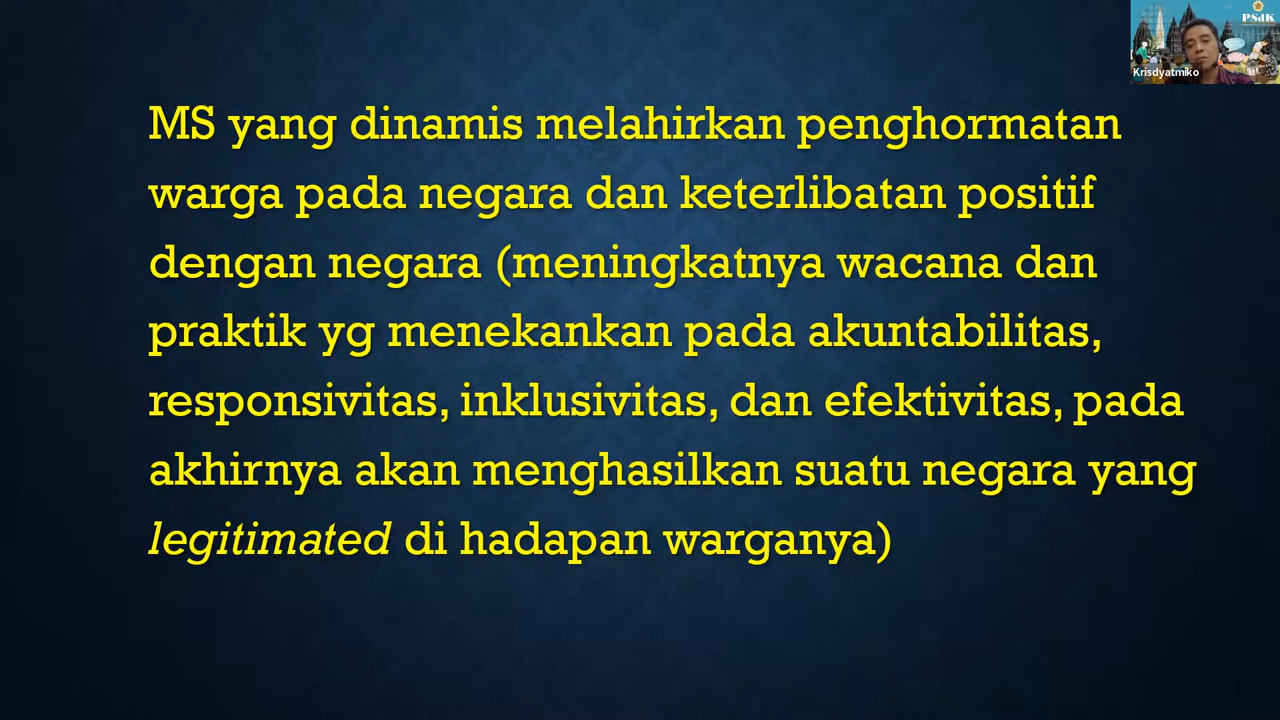 PSdK
Krisdyatmiko
MS yang dinamis melahirkan penghormatan
warga pada negara dan keterlibatan positif
dengan negara (meningkatnya wacana dan
praktik yg menekankan pada akuntabilitas,
responsivitas, inklusivitas, dan efektivitas, pada
akhirnya akan menghasilkan suatu negara yang
legitimated di hadapan warganya)